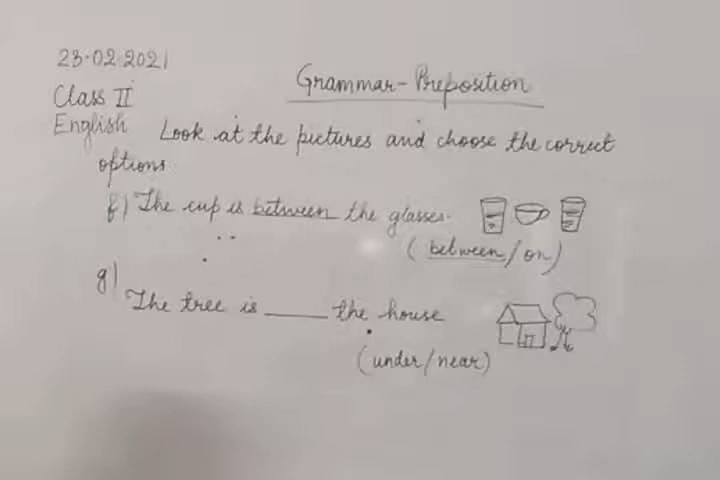 23.02.2021
Grammar-Preposition
Class II
English Look at the pictures and choose the correct
options.
f) The cup is between the glasses.
(between/on)
g) The tree is ______ the house
(under/near)